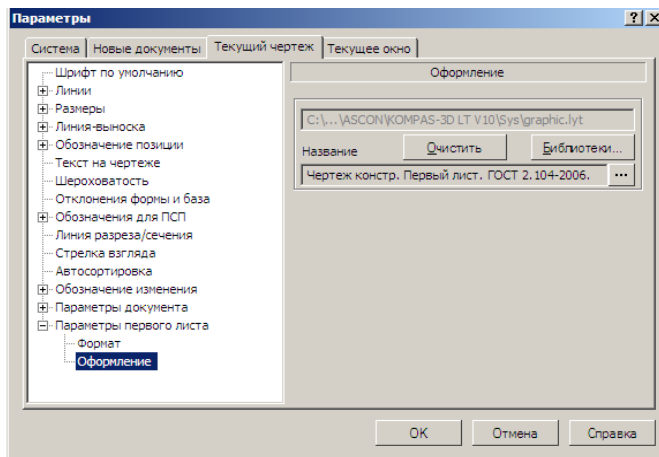 Параметры
Система Новые документы Текущий чертеж Текущее окно
Шрифт по умолчанию
Линии
Размеры
Линия-выноска
Обозначение позиции
Текст на чертеже
Шероховатость
Отклонения формы и база
Обозначения для ПСП
Линия разреза/сечения
Стрелка взгляда
Автосортировка
Обозначение изменения
Параметры документа
Параметры первого листа
Формат
Оформление
Оформление
C:\...\ASCON\KOMPAS-3D LT V10\Sys\graphic.lyt
Название Очистить Библиотеки...
Чертеж констр. Первый лист. ГОСТ 2.104-2006. ...
OK Отмена Справка